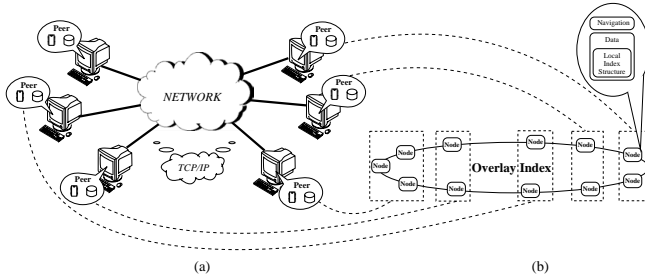 Peer
Peer
Peer
Peer
Peer
Peer
NETWORK
TCP/IP
(a)
Navigation
Data
Local
Index
Structure
Node
Node
Node
Node
Node
Node
Overlay Index
Node
Node
Node
Node
Node
(b)